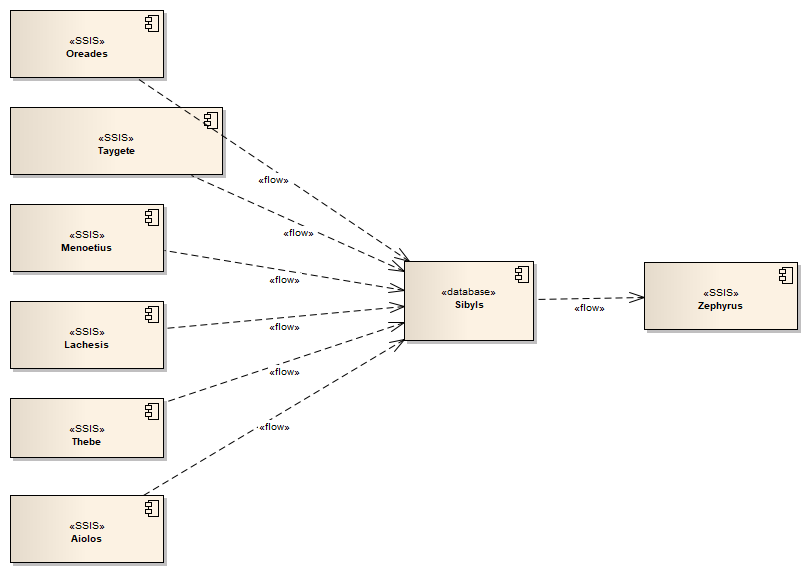 «SSIS»
Oreades
«SSIS»
Taygete
«flow»
«SSIS»
Menoetius
«flow»
«flow»
«database»
Sibyls
«SSIS»
Zephyrus
«flow»
«SSIS»
Lachesis
«flow»
«flow»
«SSIS»
Thebe
«flow»
«SSIS»
Aiolos